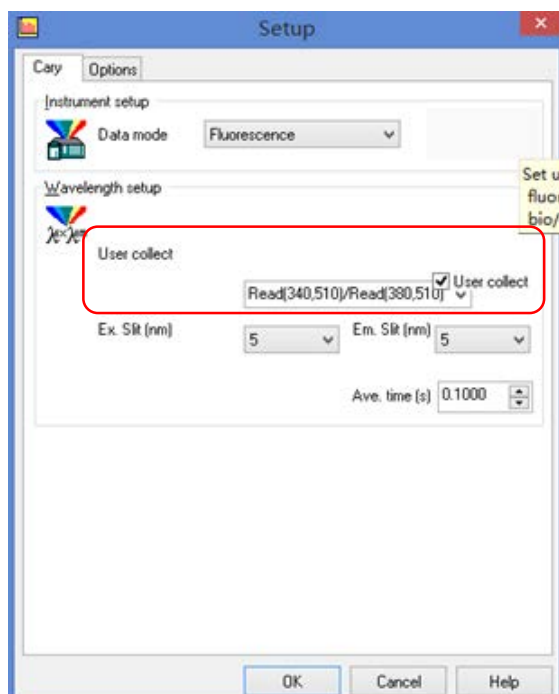 Setup
Cary Options
Instrument setup
Data mode Fluorescence
Set u
fluor
bio/
Wavelength setup
λex λem
User collect
User collect
Read(340,510)/Read(380,510)
Ex. Slit (nm) 5 Em. Slit (nm) 5
Ave. time (s) 0.1000
OK Cancel Help